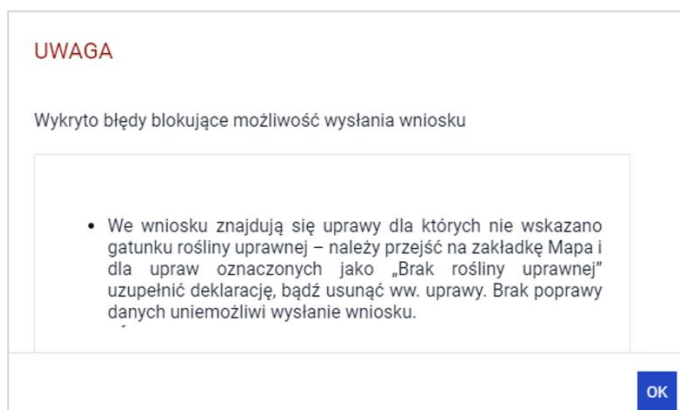 UWAGA
Wykryto błędy blokujące możliwość wysłania wniosku
• We wniosku znajdują się uprawy dla których nie wskazano
gatunku rośliny uprawnej – należy przejść na zakładkę Mapa i
dla upraw oznaczonych jako „Brak rośliny uprawnej”
uzupełnić deklarację, bądź usunąć ww. uprawy. Brak poprawy
danych uniemożliwi wysłanie wniosku.
OK